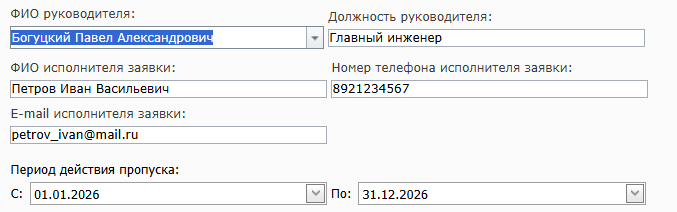 ФИО руководителя: Должность руководителя:
Богуцкий Павел Александрович Главный инженер
ФИО исполнителя заявки: Номер телефона исполнителя заявки:
Петров Иван Васильевич 8921234567
E-mail исполнителя заявки:
petrov_ivan@mail.ru
Период действия пропуска:
С: 01.01.2026 По: 31.12.2026